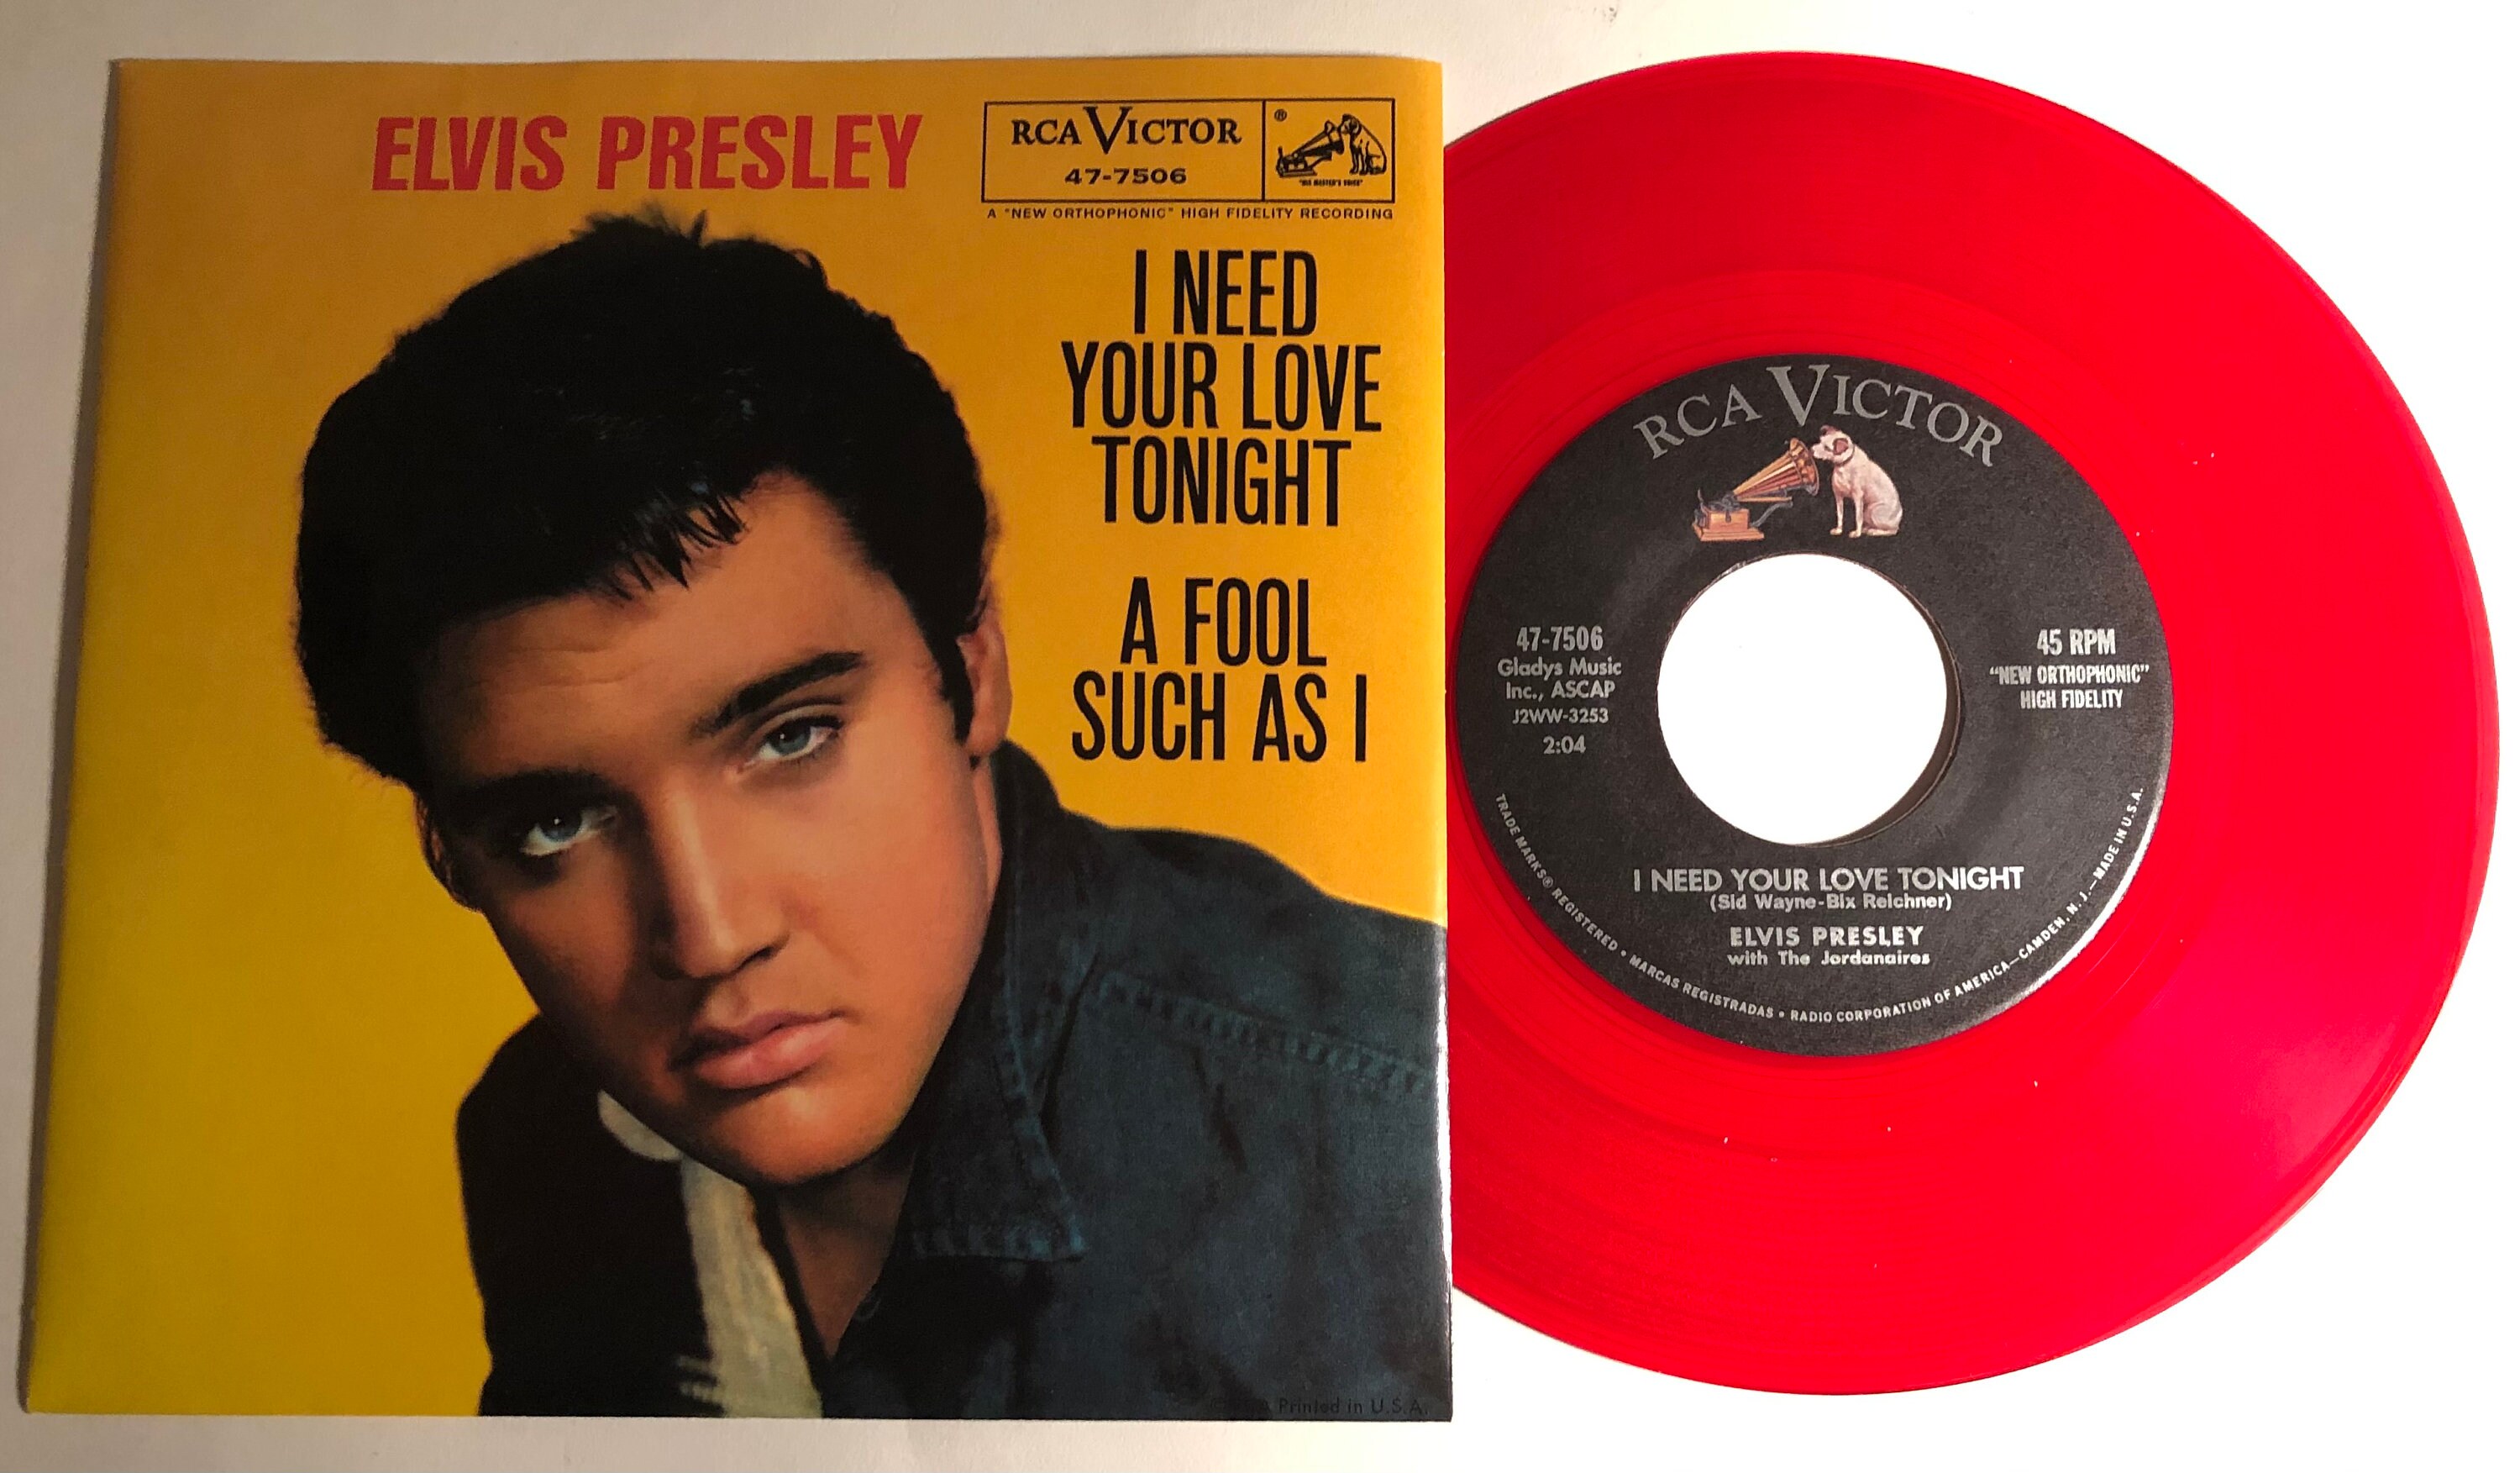 ELVIS PRESLEY
RCA VICTOR
47-7506
®
"HIS MASTER'S VOICE"
A "NEW ORTHOPHONIC" HIGH FIDELITY RECORDING
I NEED
YOUR LOVE
TONIGHT
A FOOL
SUCH AS I
Printed in U.S.A.
RCA VICTOR
47-7506
Gladys Music
Inc., ASCAP
J2WW-3253
2:04
45 RPM
"NEW ORTHOPHONIC"
HIGH FIDELITY
I NEED YOUR LOVE TONIGHT
(Sid Wayne-Bix Reichner)
ELVIS PRESLEY
with The Jordanaires
TRADE MARKS ® REGISTERED • MARCAS REGISTRADAS • RADIO CORPORATION OF AMERICA—CAMDEN, N. J.—MADE IN U.S.A.